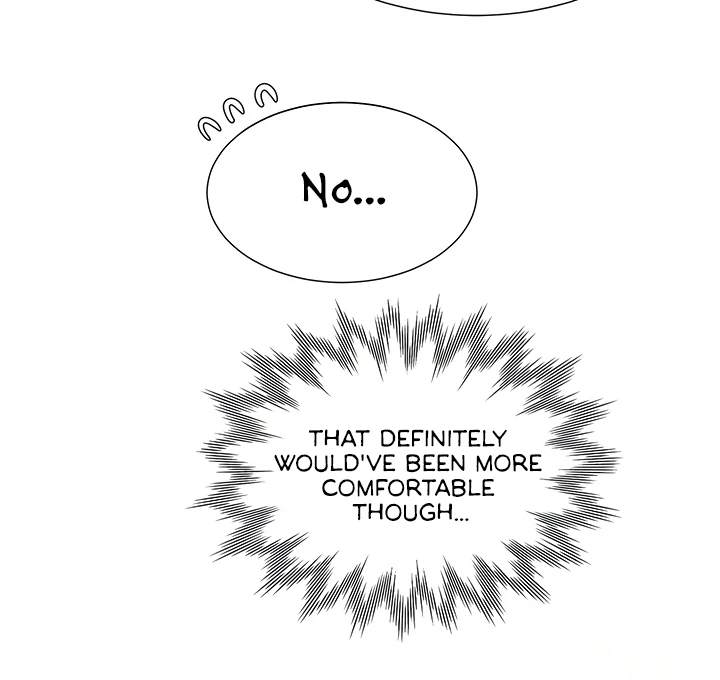 No...
THAT DEFINITELY
WOULD'VE BEEN MORE
COMFORTABLE
THOUGH...